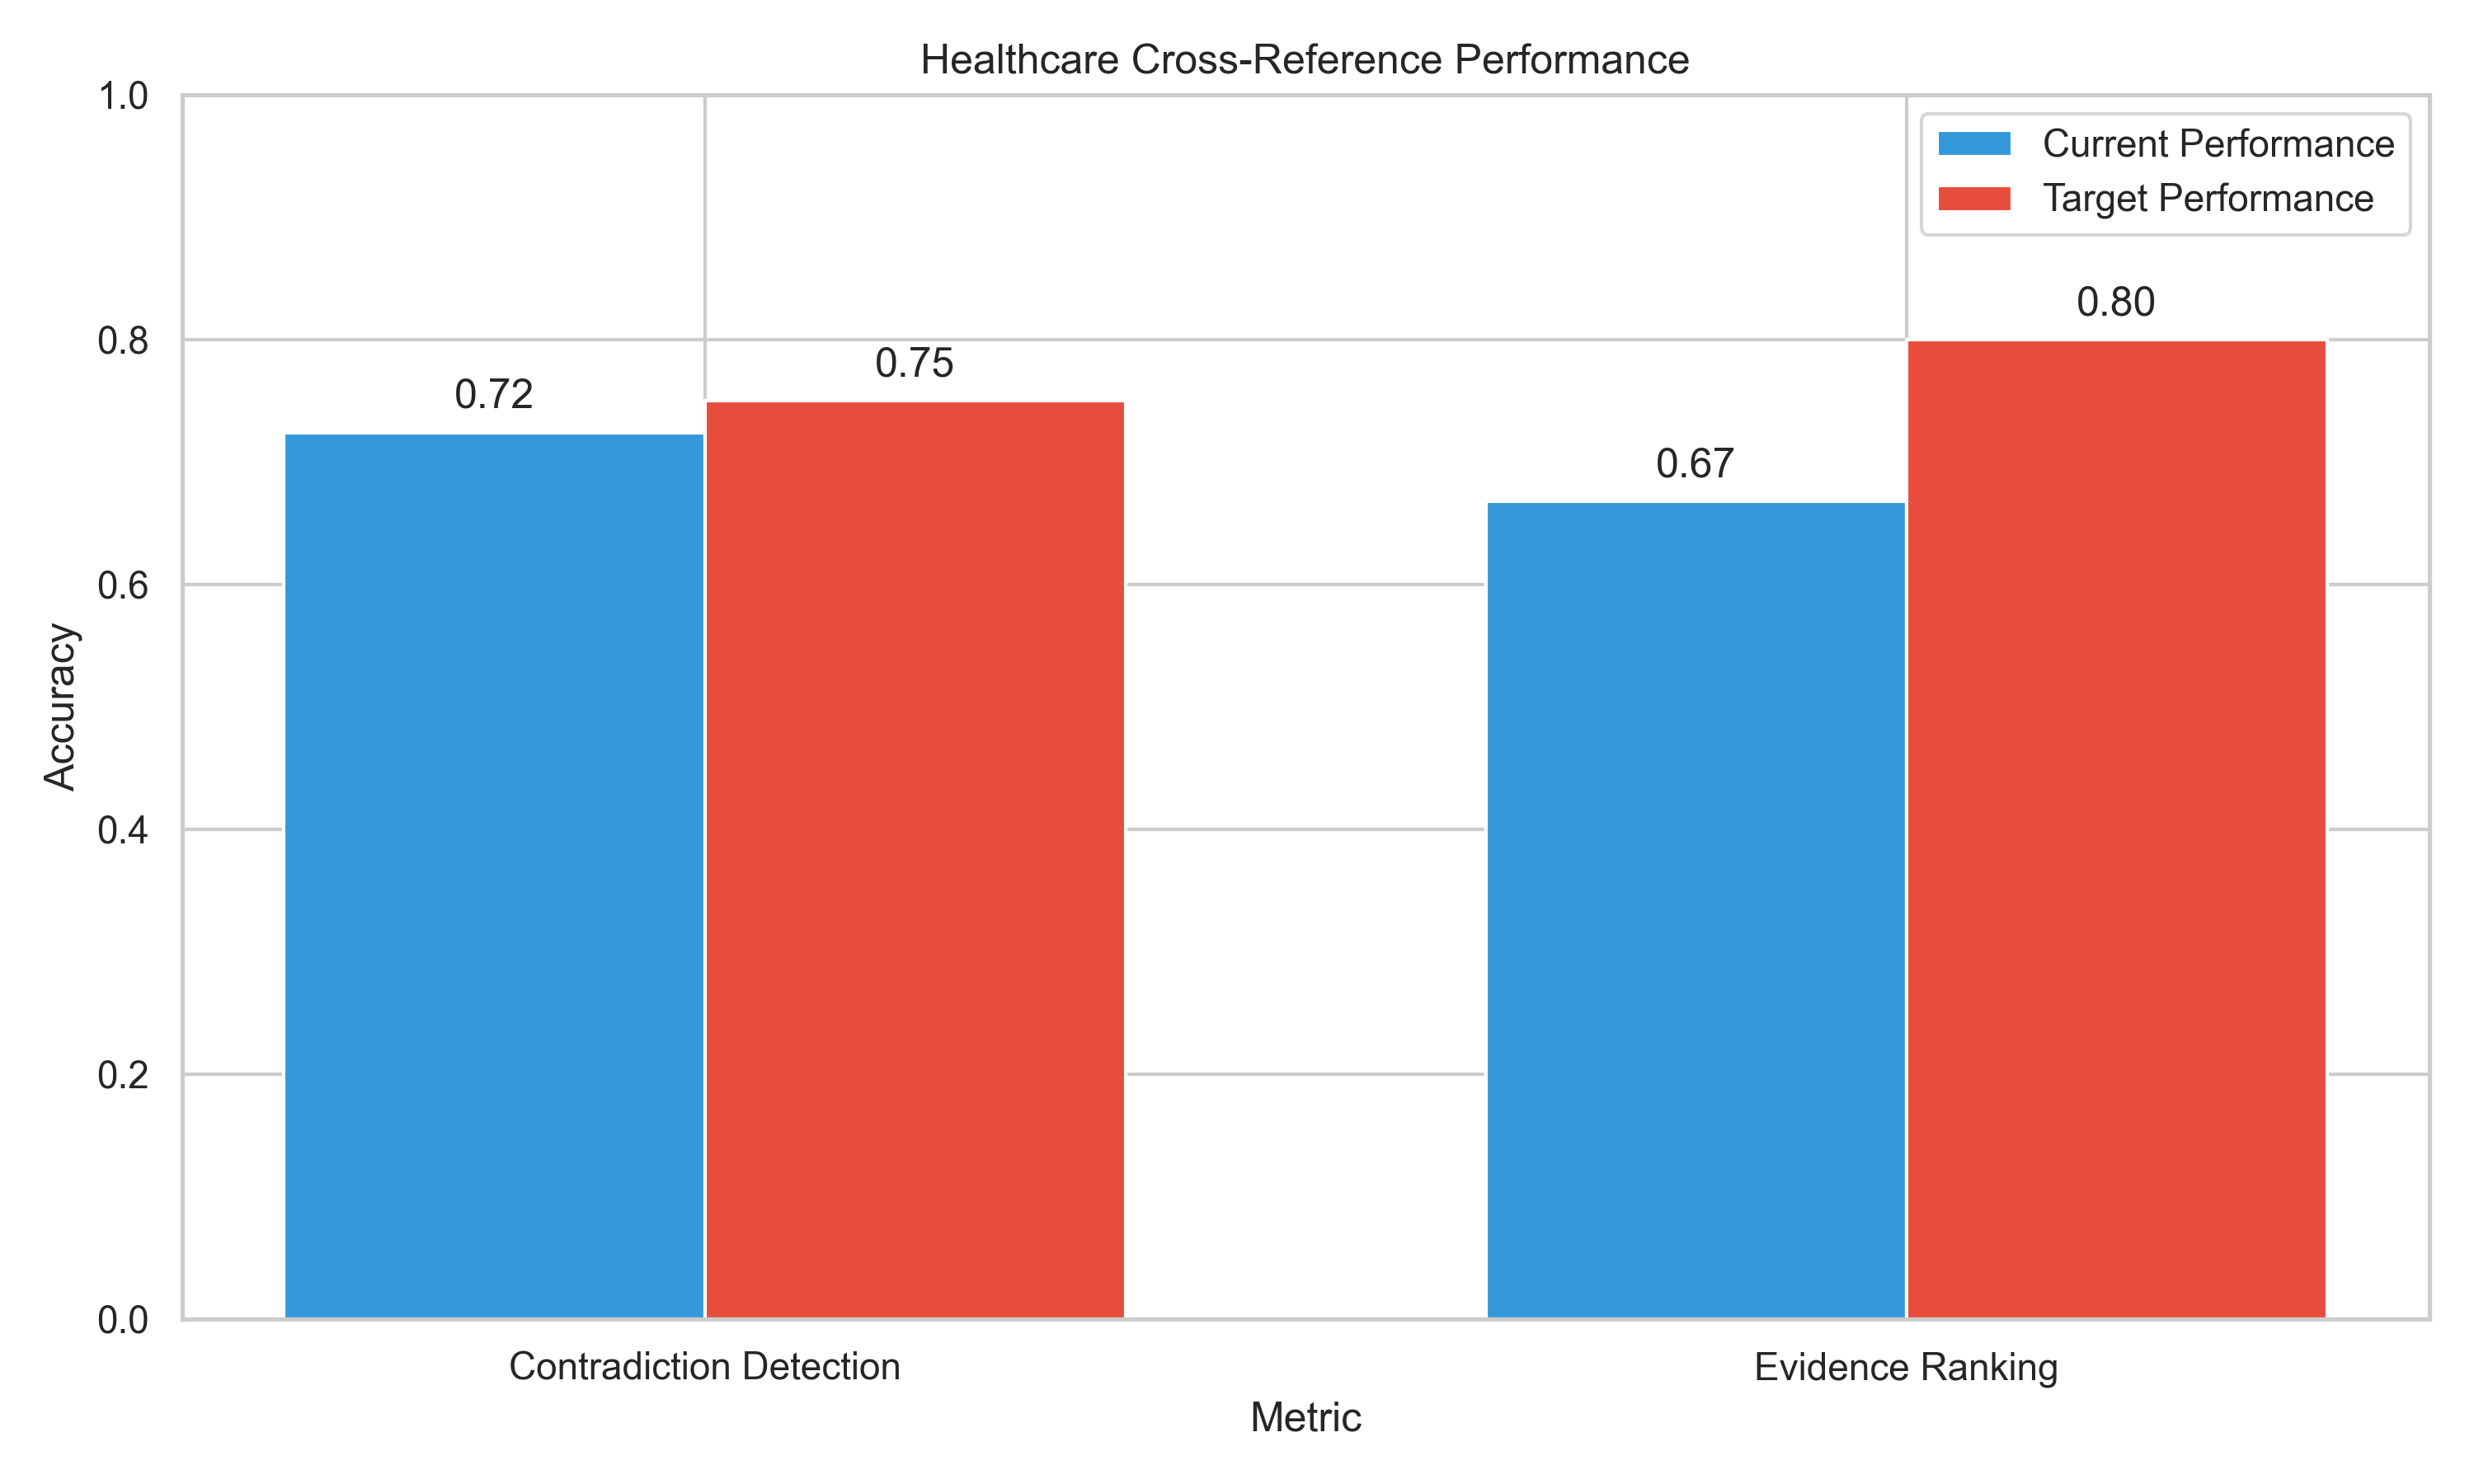 Healthcare Cross-Reference Performance
1.0
0.8
0.6
0.4
0.2
0.0
Accuracy
Current Performance
Target Performance
0.72
0.75
0.67
0.80
Contradiction Detection
Evidence Ranking
Metric